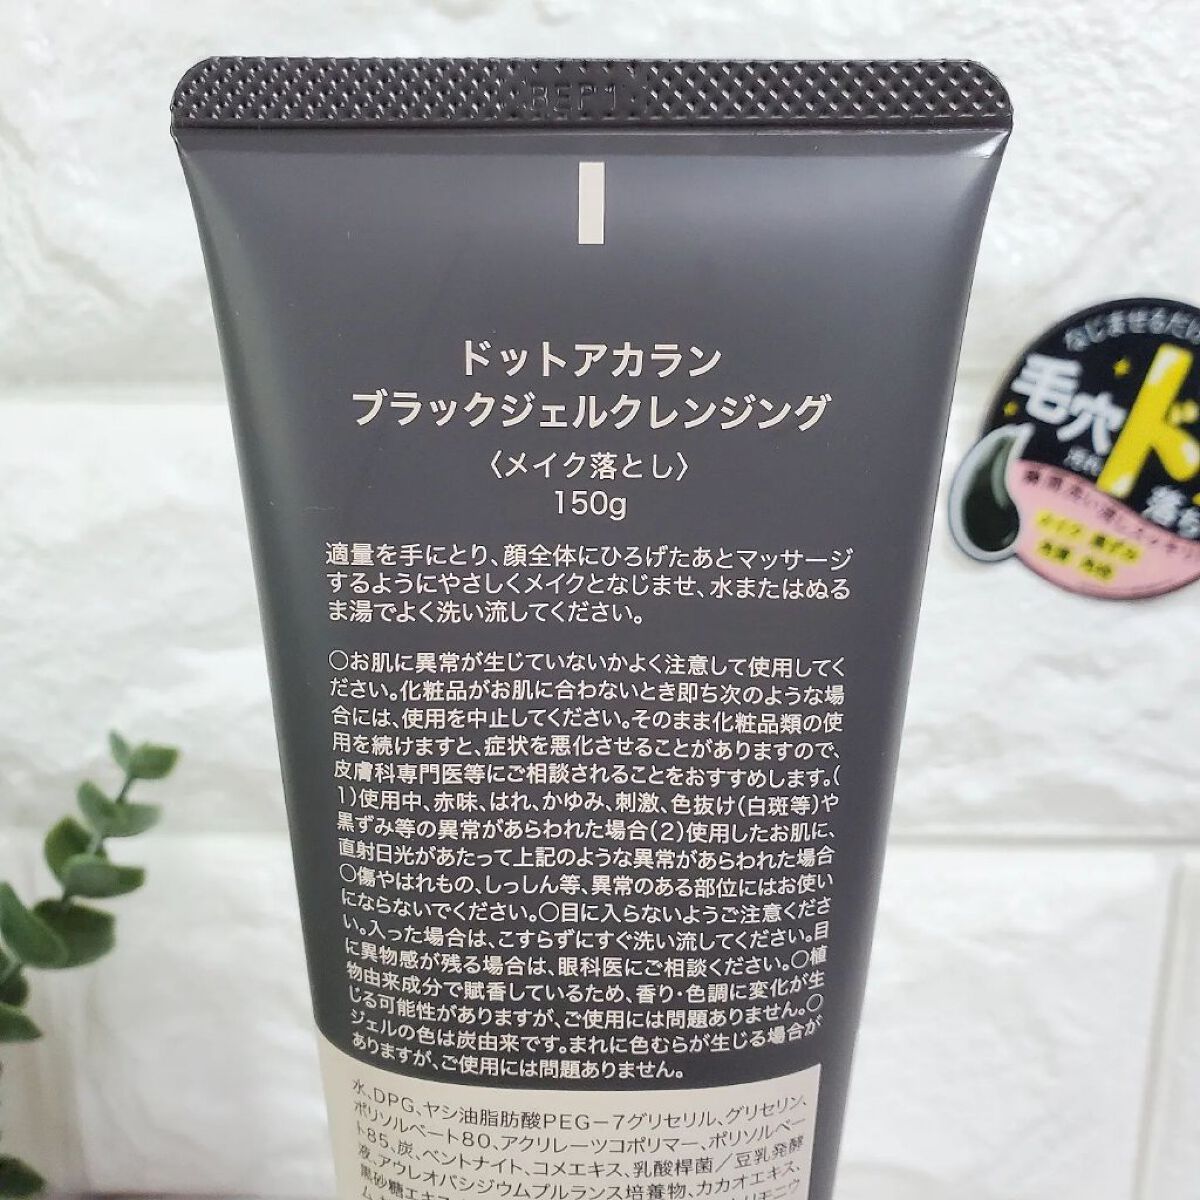 REP1
ドットアカラン
ブラックジェルクレンジング
〈メイク落とし〉
150g
適量を手にとり、顔全体にひろげたあとマッサージ
するようにやさしくメイクとなじませ、水またはぬる
ま湯でよく洗い流してください。
○お肌に異常が生じていないかよく注意して使用してく
ださい。化粧品がお肌に合わないとき即ち次のような場
合には、使用を中止してください。そのまま化粧品類の使
用を続けますと、症状を悪化させることがありますので、
皮膚科専門医等にご相談されることをおすすめします。(
1)使用中、赤味、はれ、かゆみ、刺激、色抜け(白斑等)や
黒ずみ等の異常があらわれた場合(2)使用したお肌に、
直射日光があたって上記のような異常があらわれた場合
○傷やはれもの、しっしん等、異常のある部位にはお使い
にならないでください。○目に入らないようご注意くださ
い。入った場合は、こすらずにすぐ洗い流してください。目
に異物感が残る場合は、眼科医にご相談ください。○植
物由来成分で賦香しているため、香り・色調に変化が生
じる可能性がありますが、ご使用には問題ありません。○
ジェルの色は炭由来です。まれに色むらが生じる場合が
ありますが、ご使用には問題ありません。
水、DPG、ヤシ油脂肪酸PEG-7グリセリル、グリセリン、
ポリソルベート80、アクリレーツコポリマー、ポリソルベー
ト85、炭、ベントナイト、コメエキス、乳酸桿菌/豆乳発酵
液、アウレオバシジウムプルランス培養物、カカオエキス、
黒砂糖エキス
なじませるだけ
毛穴
ド
落ち